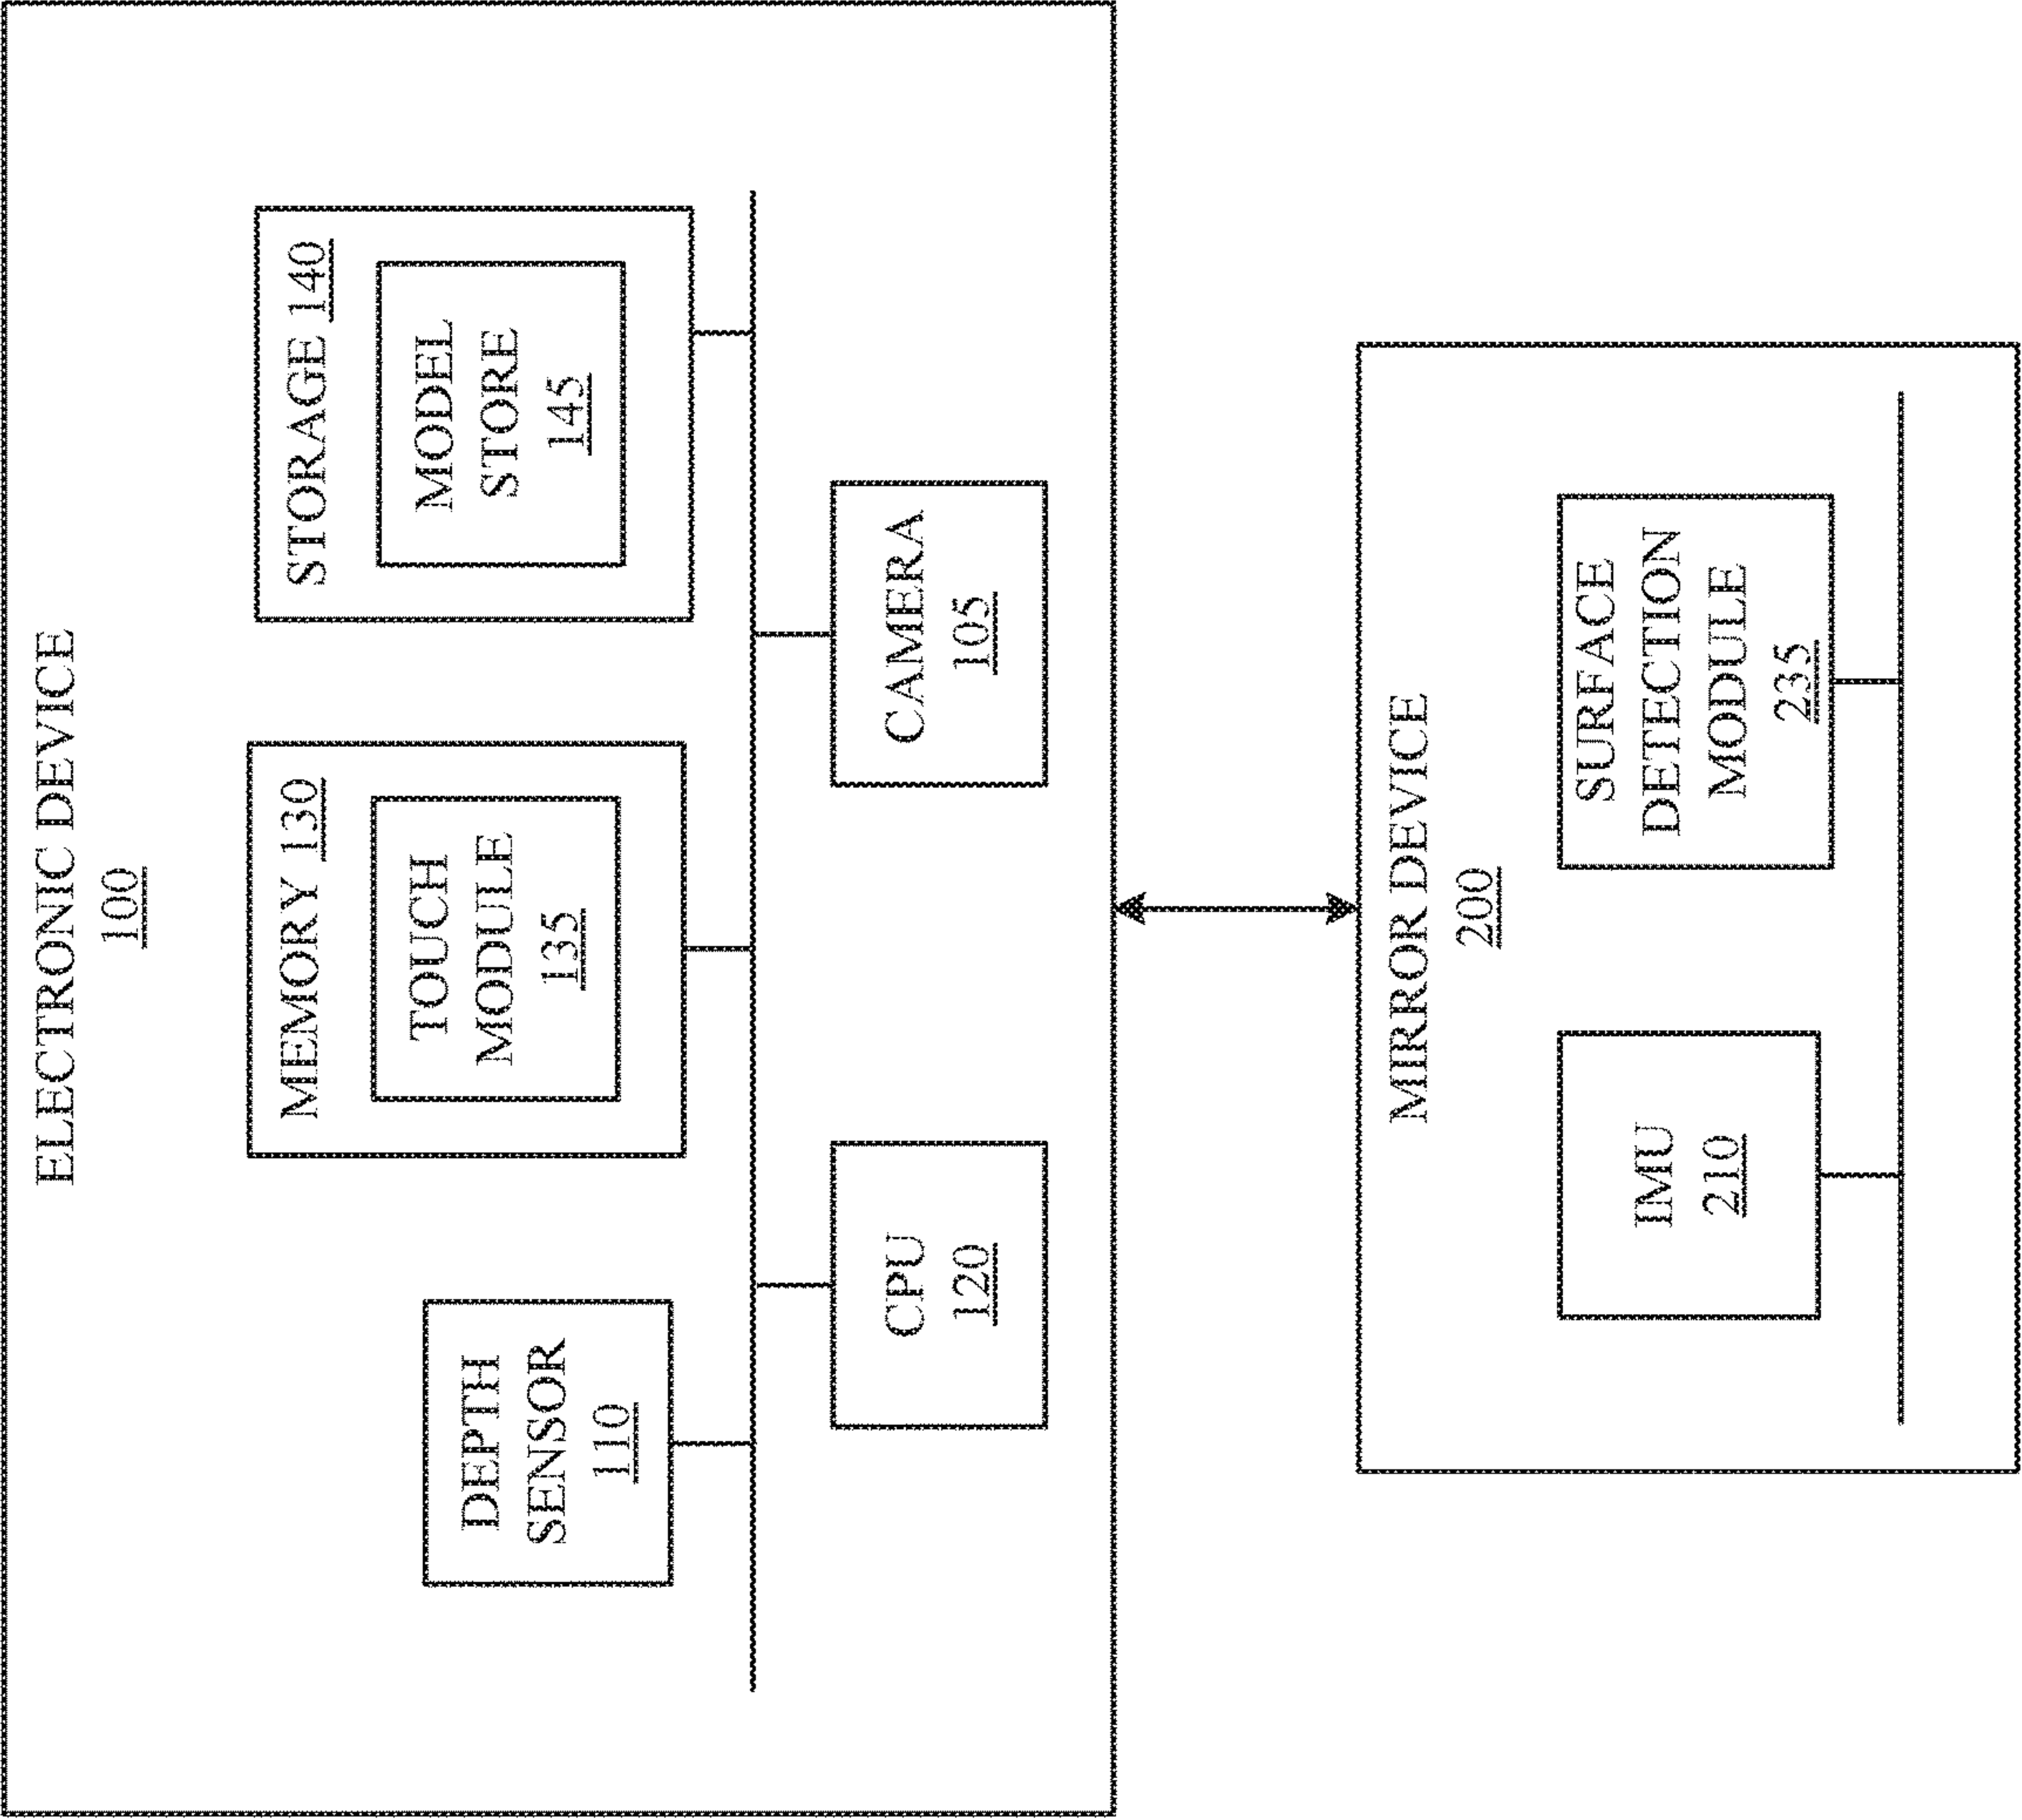 ELECTRONIC DEVICE
100
DEPTH
SENSOR
110
MEMORY 130
TOUCH
MODULE
135
STORAGE 140
MODEL
STORE
145
CPU
120
CAMERA
105
MIRROR DEVICE
200
IMU
210
SURFACE
DETECTION
MODULE
235